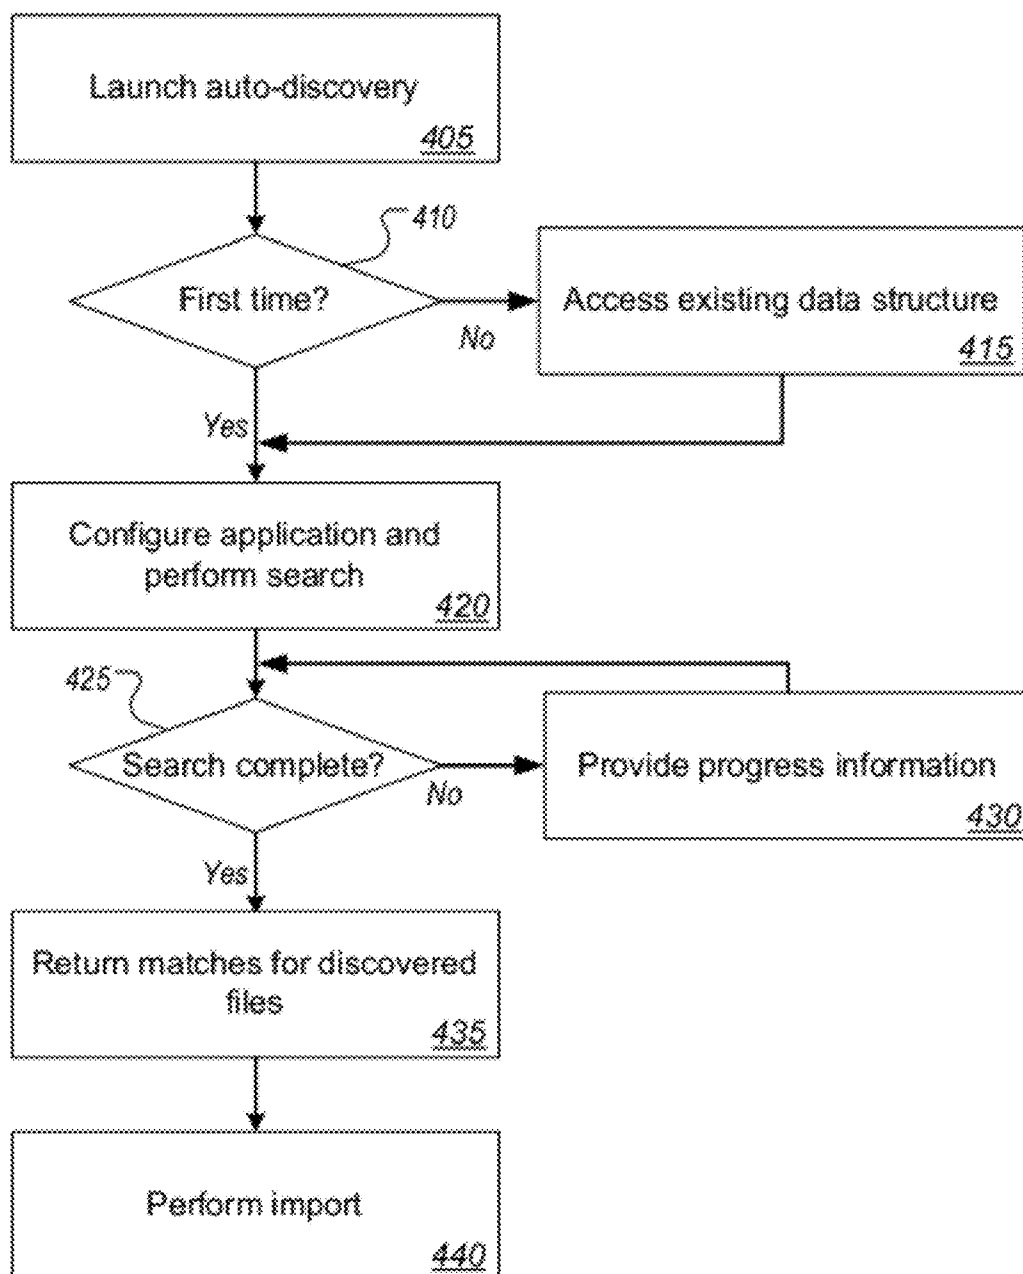 Launch auto-discovery
405
410
First time?
No
Access existing data structure
415
Yes
Configure application and
perform search
420
425
Search complete?
No
Provide progress information
430
Yes
Return matches for discovered
files
435
Perform import
440